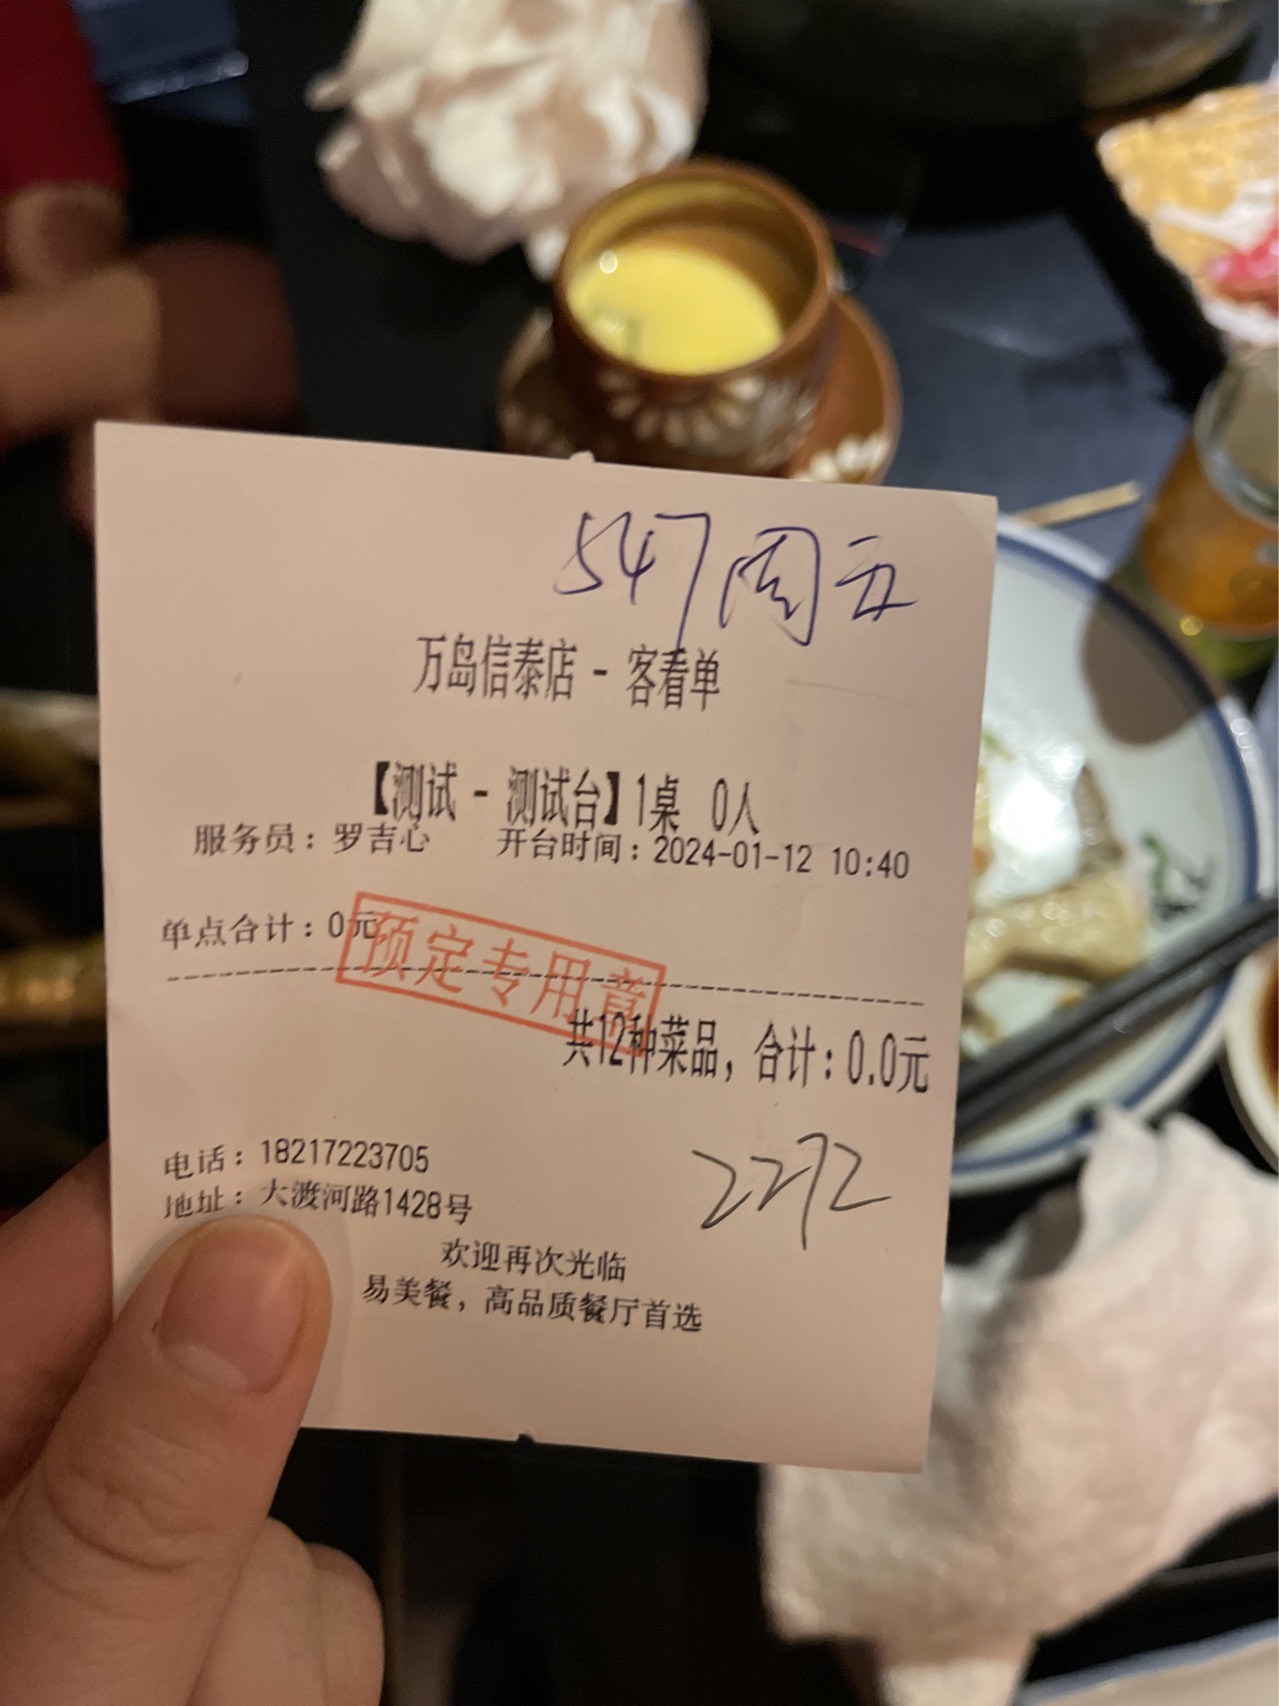 547周五
万岛信泰店 - 客看单
【测试 - 测试台】1桌 0人
服务员：罗吉心 开台时间：2024-01-12 10:40
单点合计：0元
预定专用章
共12种菜品，合计：0.0元
电话：18217223705
2272
地址：大渡河路1428号
欢迎再次光临
易美餐，高品质餐厅首选